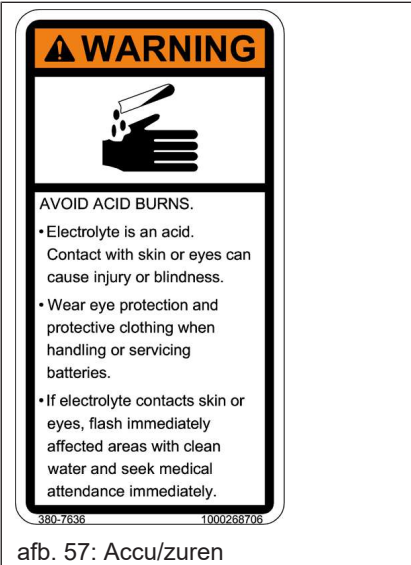 WARNING
AVOID ACID BURNS.
•Electrolyte is an acid.
Contact with skin or eyes can
cause injury or blindness.
• Wear eye protection and
protective clothing when
handling or servicing
batteries.
•If electrolyte contacts skin or
eyes, flash immediately
affected areas with clean
water and seek medical
attendance immediately.
380-7636 1000268706
afb. 57: Accu/zuren